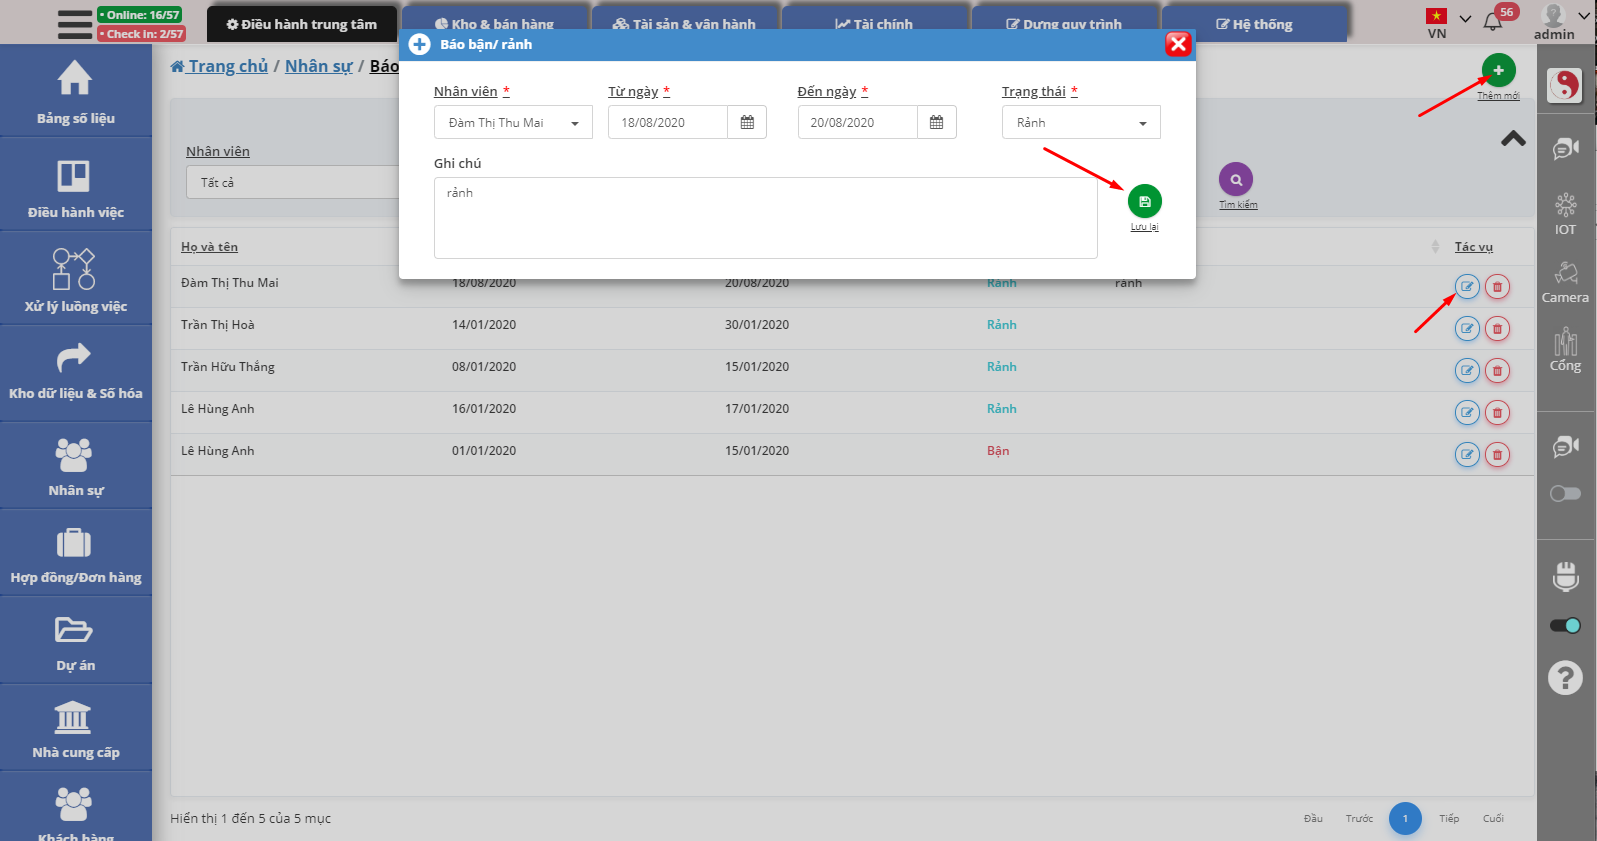 • Online: 16/57
• Check in: 2/57
Điều hành trung tâm
Kho & bán hàng
Tài sản & vận hành
Tài chính
Dựng quy trình
Hệ thống
VN
56
admin
Báo bận/ rảnh
Trang chủ / Nhân sự / Báo
Thêm mới
Nhân viên *
Từ ngày *
Đến ngày *
Trạng thái *
Đàm Thị Thu Mai
18/08/2020
20/08/2020
Rảnh
Ghi chú
rảnh
Lưu lại
Nhân viên
Tất cả
Tìm kiếm
Họ và tên
Tác vụ
Đàm Thị Thu Mai 18/08/2020 20/08/2020 Rảnh rảnh
Trần Thị Hoà 14/01/2020 30/01/2020 Rảnh
Trần Hữu Thắng 08/01/2020 15/01/2020 Rảnh
Lê Hùng Anh 16/01/2020 17/01/2020 Rảnh
Lê Hùng Anh 01/01/2020 15/01/2020 Bận
Hiển thị 1 đến 5 của 5 mục
Đầu Trước 1 Tiếp Cuối
Bảng số liệu
Điều hành việc
Xử lý luồng việc
Kho dữ liệu & Số hóa
Nhân sự
Hợp đồng/Đơn hàng
Dự án
Nhà cung cấp
Khách hàng
IOT
Camera
Cổng